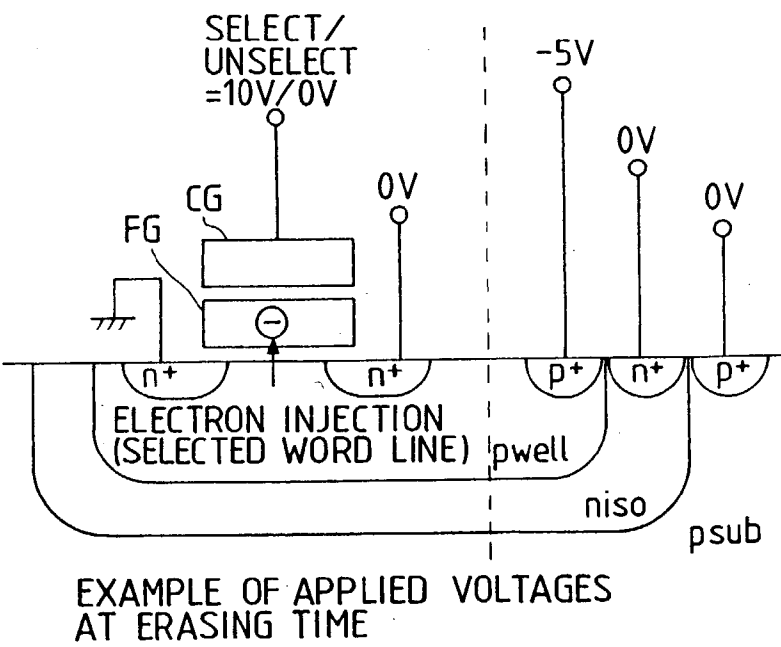 SELECT/
UNSELECT
=10V/0V
-5V
0V
0V
0V
CG
FG
n+
n+
p+
n+
p+
ELECTRON INJECTION
(SELECTED WORD LINE)
pwell
niso
psub
EXAMPLE OF APPLIED VOLTAGES
AT ERASING TIME